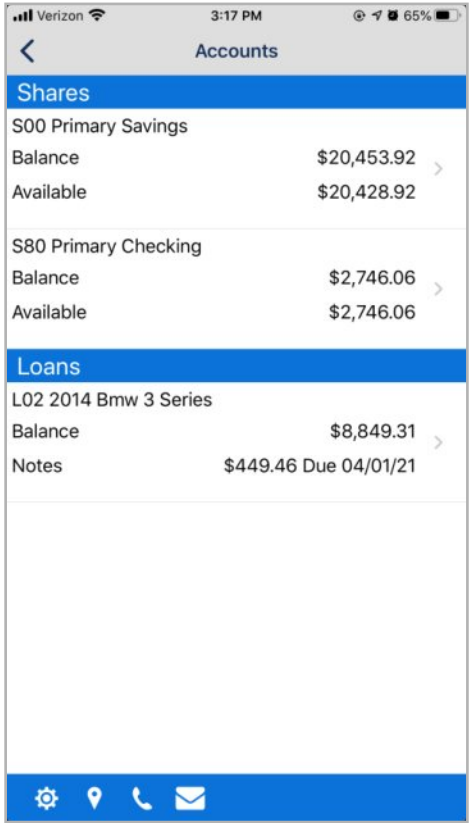 Verizon 3:17 PM 65%
Accounts
Shares
S00 Primary Savings
Balance $20,453.92
Available $20,428.92
S80 Primary Checking
Balance $2,746.06
Available $2,746.06
Loans
L02 2014 Bmw 3 Series
Balance $8,849.31
Notes $449.46 Due 04/01/21